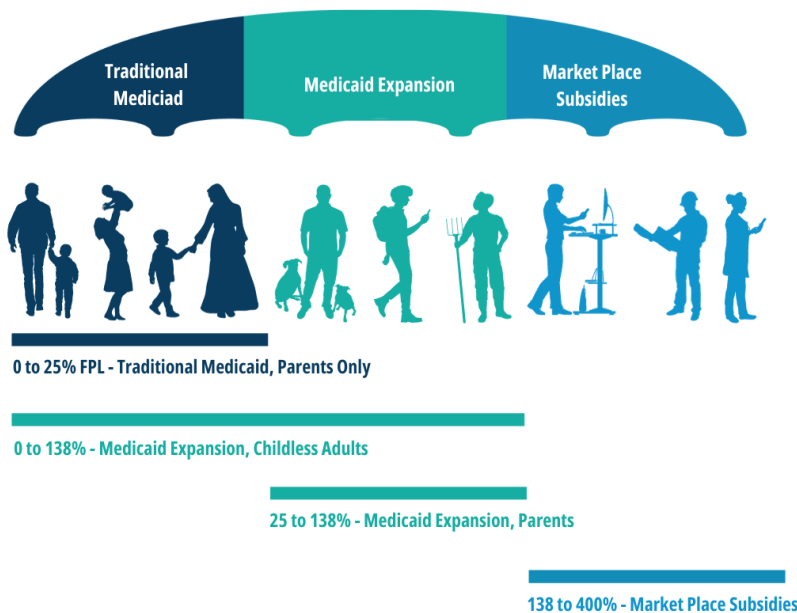 Traditional
Mediciad
Medicaid Expansion
Market Place
Subsidies
0 to 25% FPL - Traditional Medicaid, Parents Only
0 to 138% - Medicaid Expansion, Childless Adults
25 to 138% - Medicaid Expansion, Parents
138 to 400% - Market Place Subsidies